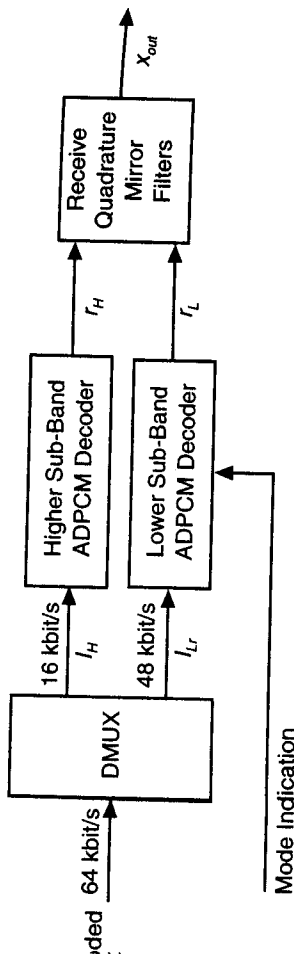 64 kbit/s
DMUX
16 kbit/s
I_H
48 kbit/s
I_Lr
Higher Sub-Band
ADPCM Decoder
Lower Sub-Band
ADPCM Decoder
r_H
r_L
Receive
Quadrature
Mirror
Filters
x_out
Mode Indication